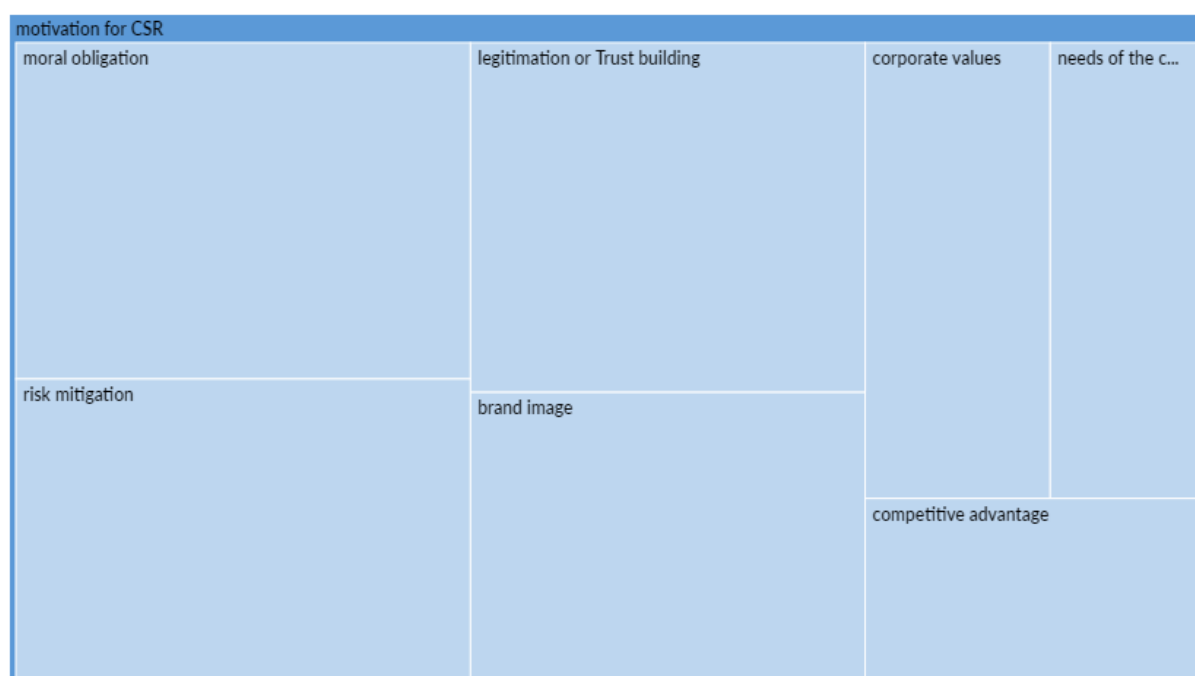 motivation for CSR
moral obligation
legitimation or Trust building
corporate values
needs of the c...
risk mitigation
brand image
competitive advantage